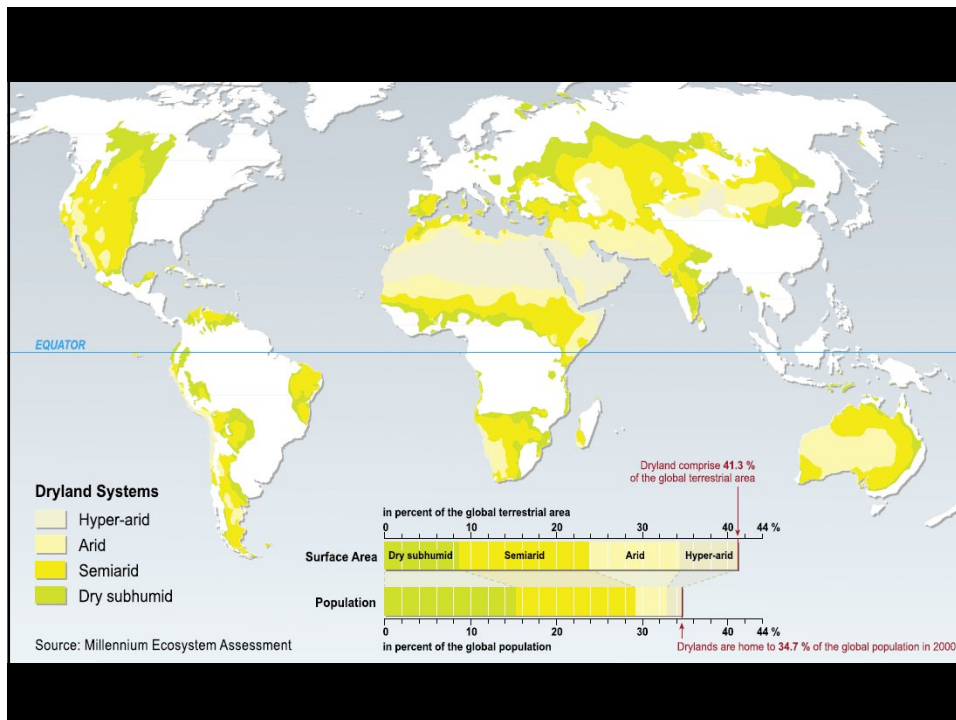 EQUATOR
Dryland Systems
Hyper-arid
Arid
Semiarid
Dry subhumid
Source: Millennium Ecosystem Assessment
Dryland comprise 41.3 %
of the global terrestrial area
in percent of the global terrestrial area
0 10 20 30 40 44 %
Surface Area Dry subhumid Semiarid Arid Hyper-arid
Population
0 10 20 30 40 44 %
in percent of the global population
Drylands are home to 34.7 % of the global population in 2000